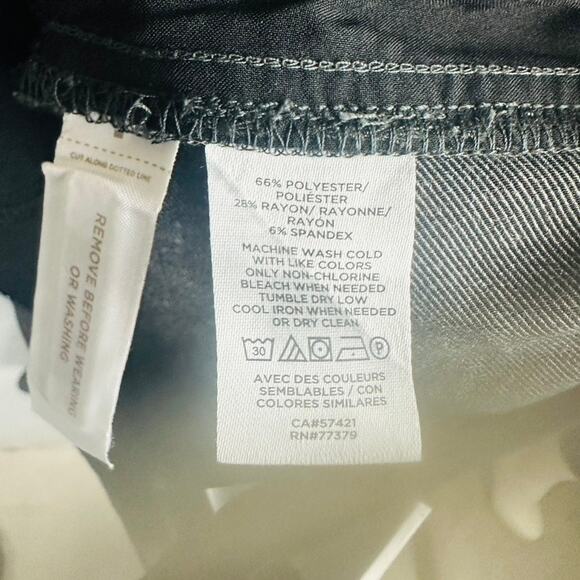 CUT ALONG DOTTED LINE
REMOVE BEFORE WEARING
OR WASHING
66% POLYESTER/
POLIÉSTER
28% RAYON/ RAYONNE/
RAYÓN
6% SPANDEX
MACHINE WASH COLD
WITH LIKE COLORS
ONLY NON-CHLORINE
BLEACH WHEN NEEDED
TUMBLE DRY LOW
COOL IRON WHEN NEEDED
OR DRY CLEAN
30 P
AVEC DES COULEURS
SEMBLABLES / CON
COLORES SIMILARES
CA#57421
RN#77379